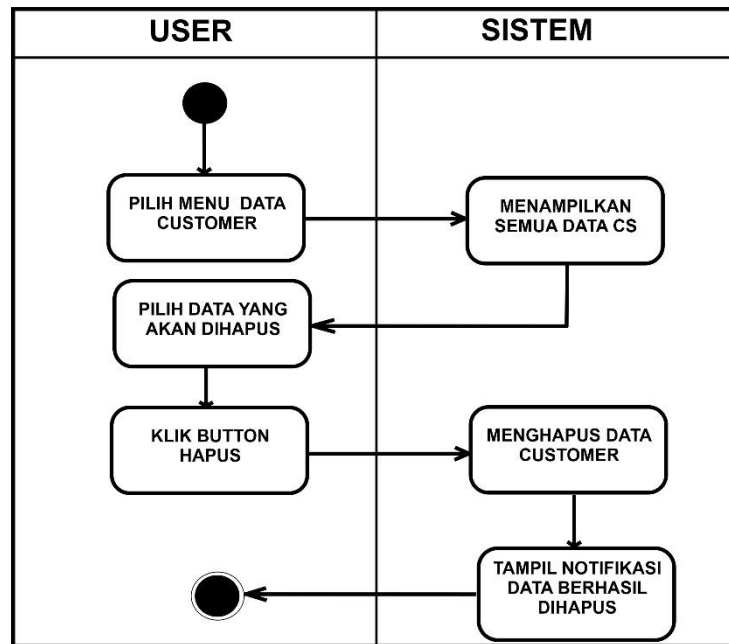 USER
SISTEM
PILIH MENU DATA
CUSTOMER
MENAMPILKAN
SEMUA DATA CS
PILIH DATA YANG
AKAN DIHAPUS
KLIK BUTTON
HAPUS
MENGHAPUS DATA
CUSTOMER
TAMPIL NOTIFIKASI
DATA BERHASIL
DIHAPUS